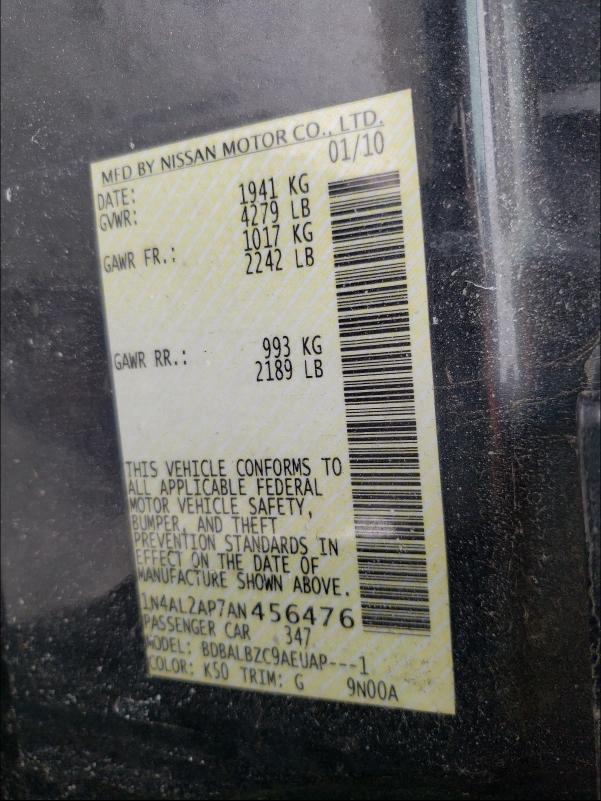 MFD BY NISSAN MOTOR CO., LTD.
DATE: 01/10
GVWR: 1941 KG
4279 LB
GAWR FR.: 1017 KG
2242 LB
GAWR RR.: 993 KG
2189 LB
THIS VEHICLE CONFORMS TO
ALL APPLICABLE FEDERAL
MOTOR VEHICLE SAFETY,
BUMPER, AND THEFT
PREVENTION STANDARDS IN
EFFECT ON THE DATE OF
MANUFACTURE SHOWN ABOVE.
1N4AL2AP7AN456476
PASSENGER CAR 347
MODEL: BDBALBZC9AEUAP---1
COLOR: K50 TRIM: G 9N00A